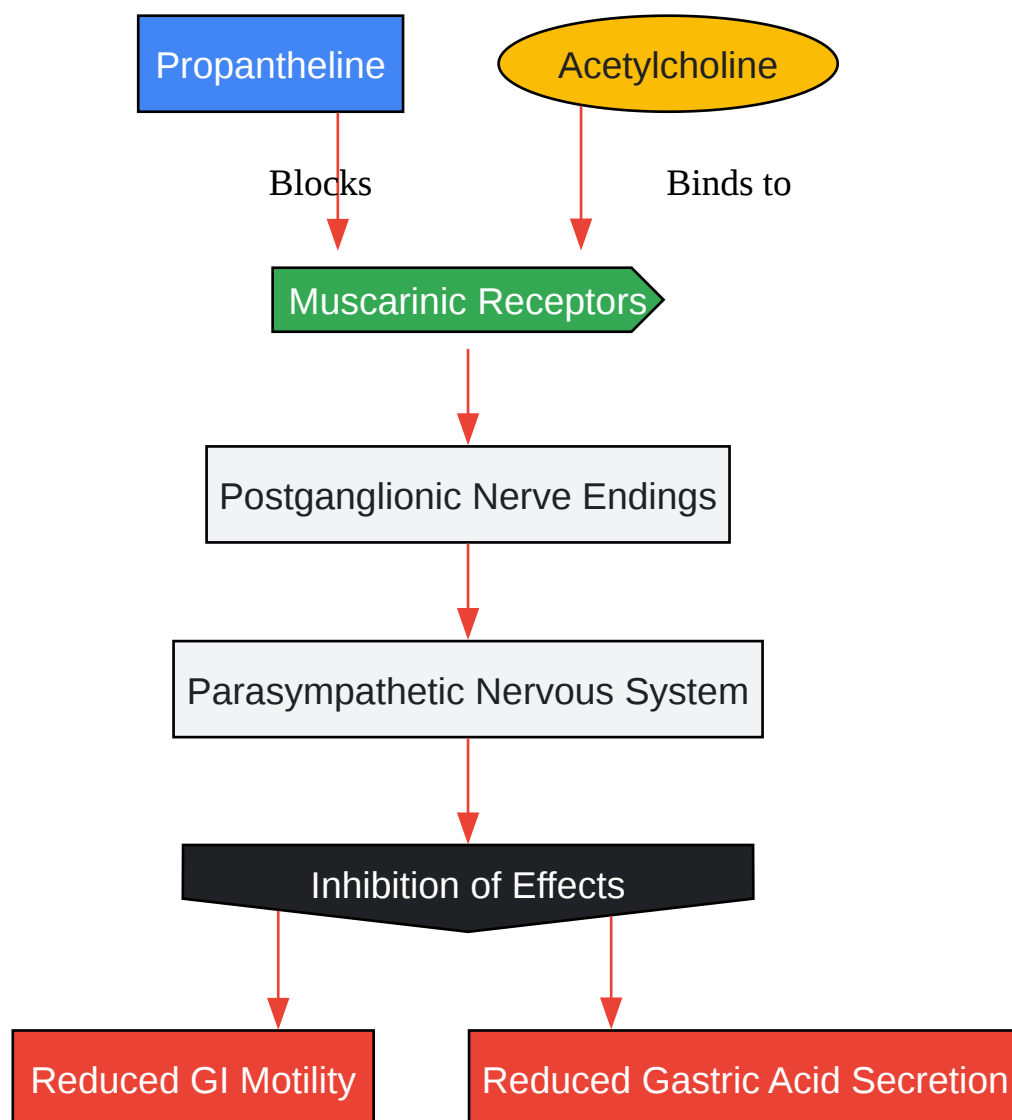 Propantheline
Acetylcholine
Blocks
Binds to
Muscarinic Receptors
Postganglionic Nerve Endings
Parasympathetic Nervous System
Inhibition of Effects
Reduced GI Motility
Reduced Gastric Acid Secretion